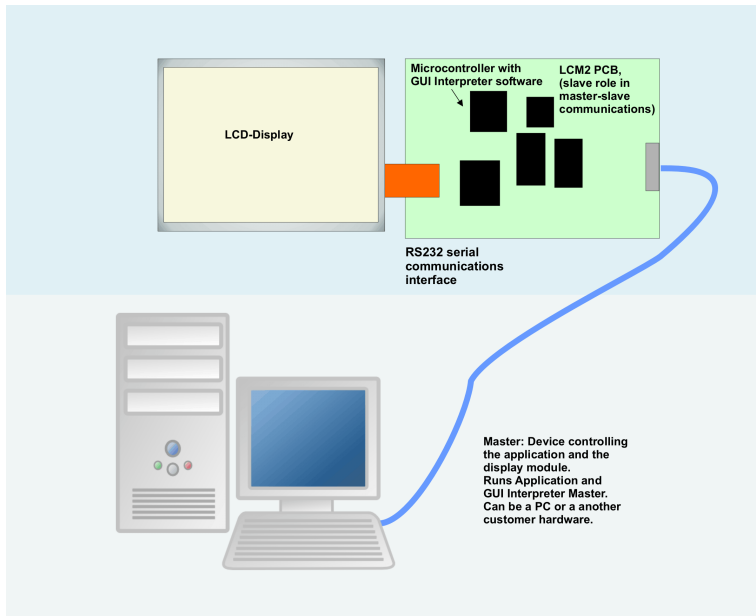 Microcontroller with
GUI Interpreter software
LCM2 PCB,
(slave role in
master-slave
communications)
LCD-Display
RS232 serial
communications
interface
Master: Device controlling
the application and the
display module.
Runs Application and
GUI Interpreter Master.
Can be a PC or a another
customer hardware.